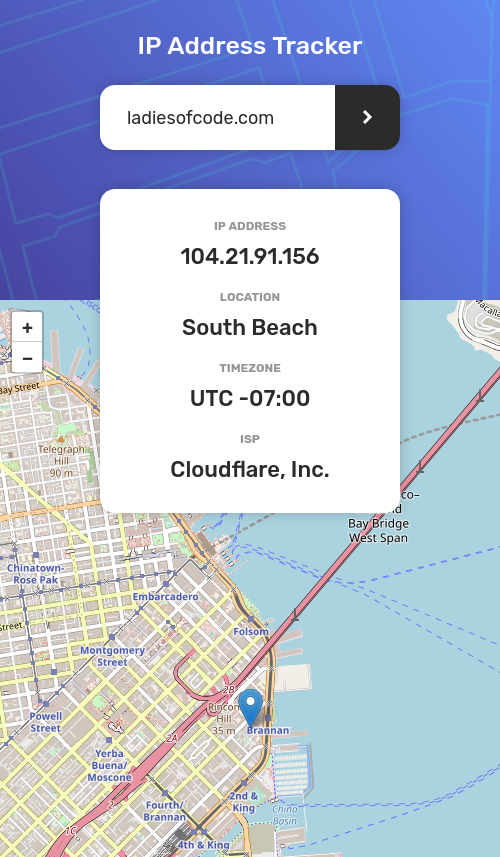 IP Address Tracker
ladiesofcode.com
IP ADDRESS
104.21.91.156
LOCATION
South Beach
TIMEZONE
UTC -07:00
ISP
Cloudflare, Inc.
+
−
Bay Street
Telegraph
Hill
90 m
co–
nd
Bay Bridge
West Span
Chinatown-
Rose Pak
Embarcadero
Street
Folsom
Montgomery
Street
2B
Rincon
Hill
35 m
Brannan
Powell
Street
2A
Yerba
Buena/
Moscone
2
Fourth/
Brannan
2nd &
King
China
Basin
1C
4th & King